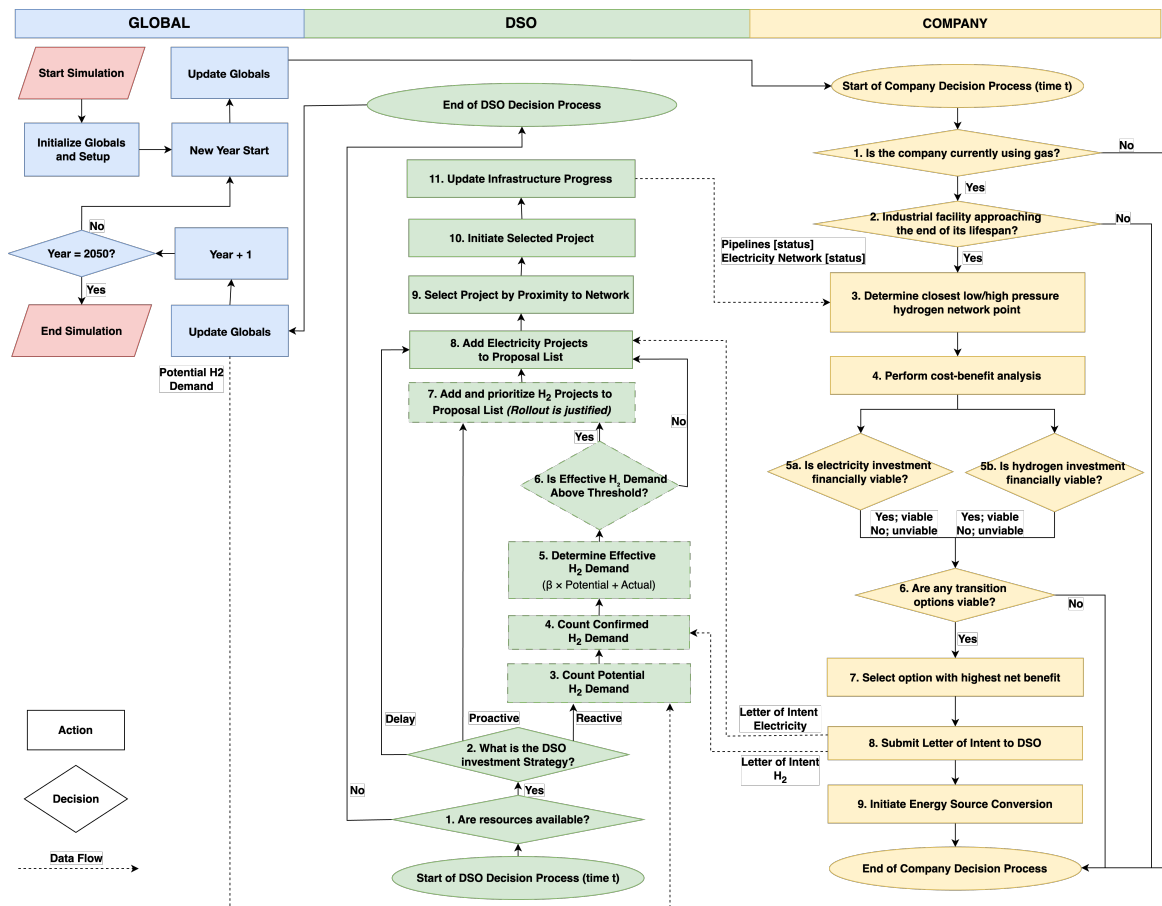 GLOBAL
DSO
COMPANY
Start Simulation
Update Globals
Initialize Globals
and Setup
New Year Start
No
Year = 2050?
Year + 1
Yes
End Simulation
Update Globals
Potential H2
Demand
Action
Decision
Data Flow
End of DSO Decision Process
11. Update Infrastructure Progress
10. Initiate Selected Project
9. Select Project by Proximity to Network
8. Add Electricity Projects
to Proposal List
7. Add and prioritize H₂ Projects to
Proposal List (Rollout is justified)
Yes
No
6. Is Effective H₂ Demand
Above Threshold?
5. Determine Effective
H₂ Demand
(β × Potential + Actual)
4. Count Confirmed
H₂ Demand
3. Count Potential
H₂ Demand
Delay
Proactive
Reactive
2. What is the DSO
investment Strategy?
No
Yes
1. Are resources available?
Start of DSO Decision Process (time t)
Pipelines [status]
Electricity Network [status]
Letter of Intent
Electricity
Letter of Intent
H₂
Start of Company Decision Process (time t)
1. Is the company currently using gas?
No
Yes
2. Industrial facility approaching
the end of its lifespan?
No
Yes
3. Determine closest low/high pressure
hydrogen network point
4. Perform cost-benefit analysis
5a. Is electricity investment
financially viable?
5b. Is hydrogen investment
financially viable?
Yes; viable
No; unviable
Yes; viable
No; unviable
6. Are any transition
options viable?
No
Yes
7. Select option with highest net benefit
8. Submit Letter of Intent to DSO
9. Initiate Energy Source Conversion
End of Company Decision Process